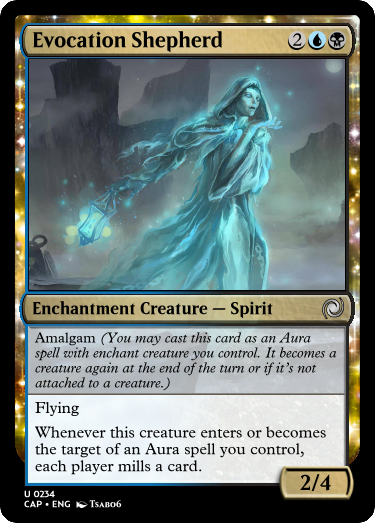 Evocation Shepherd 2
Enchantment Creature — Spirit
Amalgam (You may cast this card as an Aura
spell with enchant creature you control. It becomes a
creature again at the end of the turn or if it's not
attached to a creature.)
Flying
Whenever this creature enters or becomes
the target of an Aura spell you control,
each player mills a card.
2/4
U 0234
CAP • ENG Tsabo6